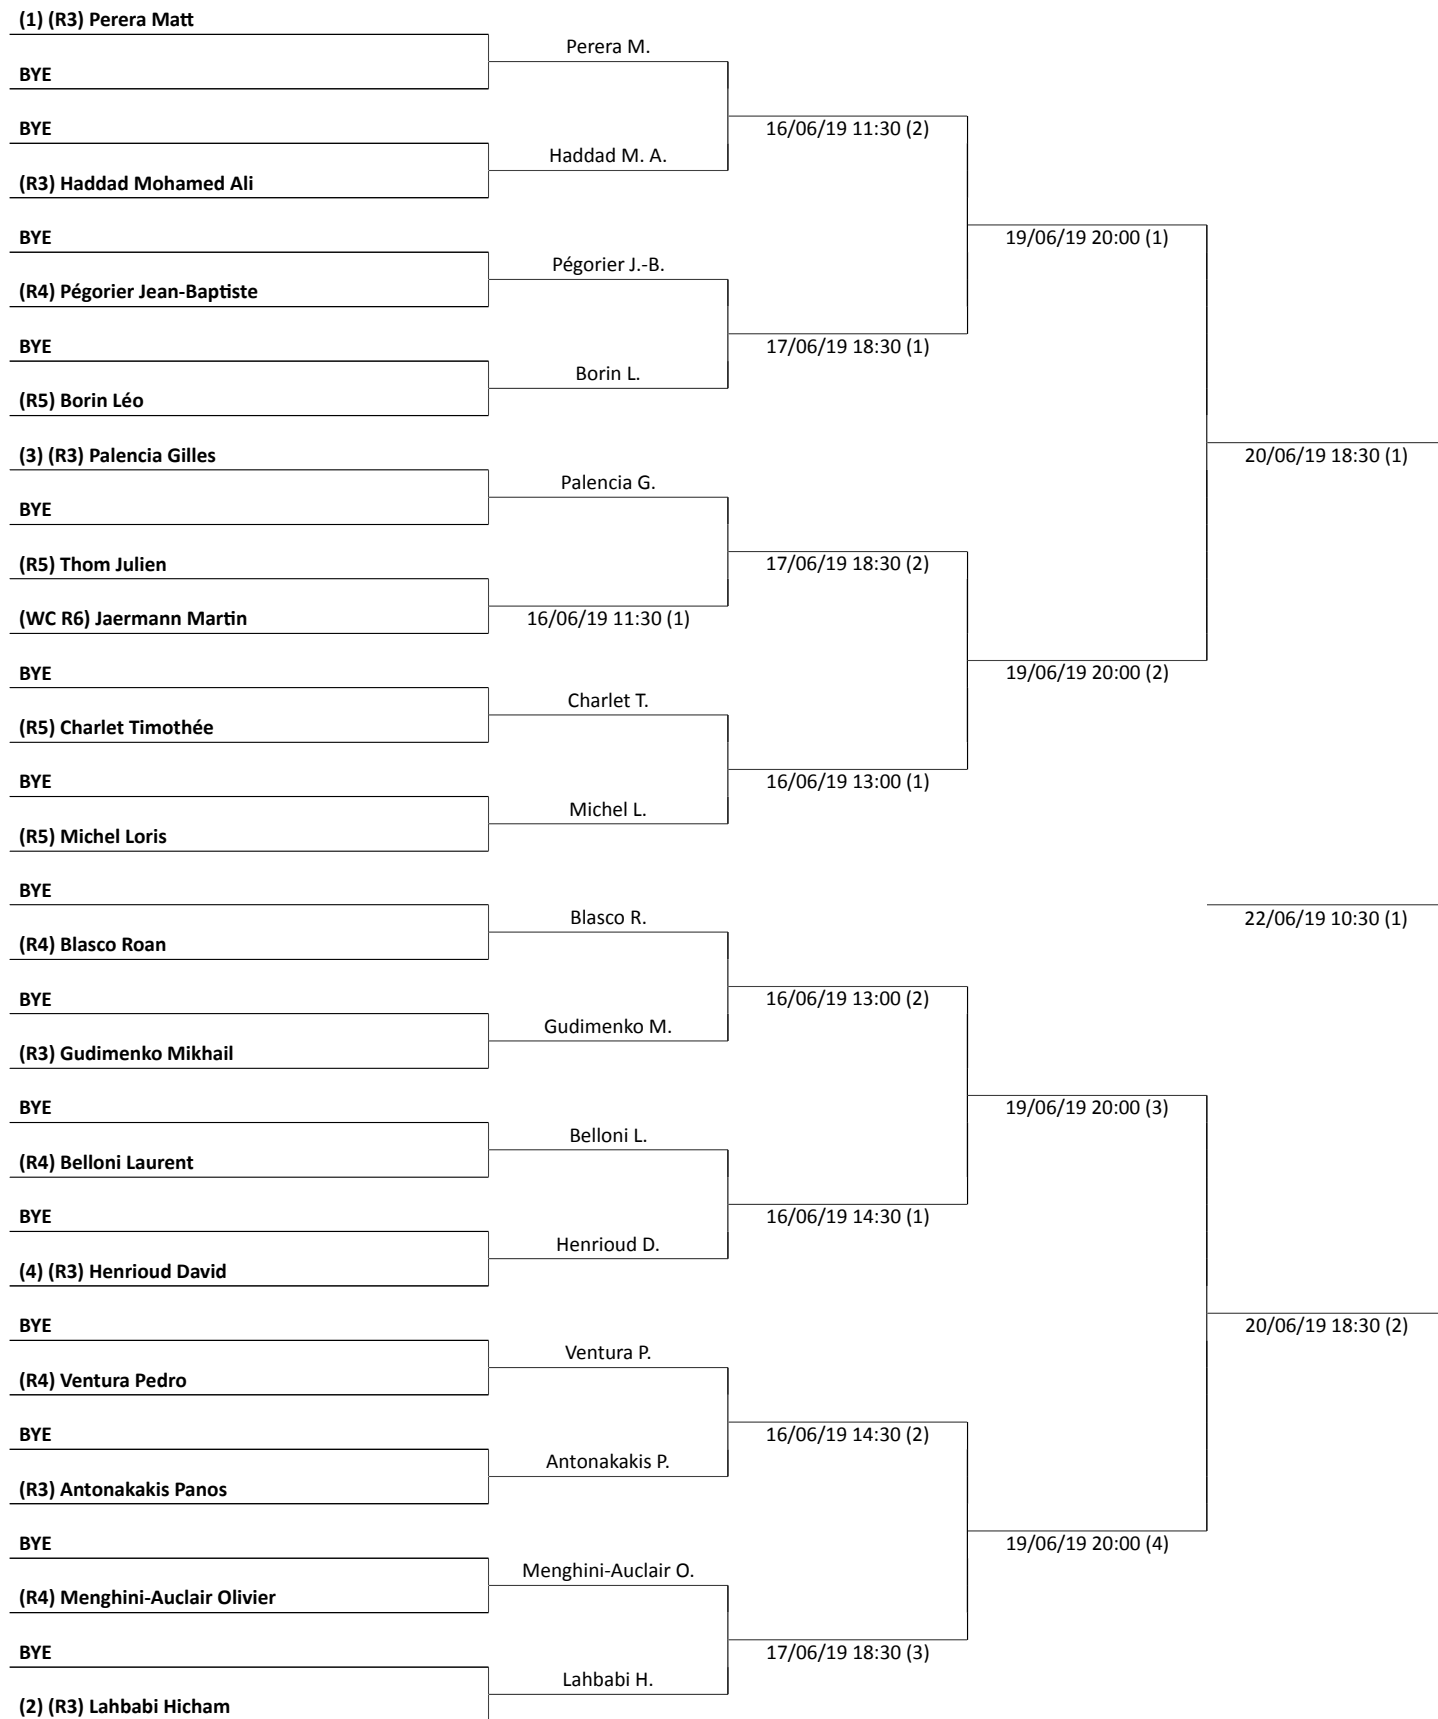 (1) (R3) Perera Matt
Perera M.
BYE
BYE
16/06/19 11:30 (2)
Haddad M. A.
(R3) Haddad Mohamed Ali
BYE
19/06/19 20:00 (1)
Pégorier J.-B.
(R4) Pégorier Jean-Baptiste
BYE
17/06/19 18:30 (1)
Borin L.
(R5) Borin Léo
(3) (R3) Palencia Gilles
20/06/19 18:30 (1)
Palencia G.
BYE
(R5) Thom Julien
17/06/19 18:30 (2)
(WC R6) Jaermann Martin
16/06/19 11:30 (1)
BYE
19/06/19 20:00 (2)
Charlet T.
(R5) Charlet Timothée
BYE
16/06/19 13:00 (1)
Michel L.
(R5) Michel Loris
BYE
Blasco R.
22/06/19 10:30 (1)
(R4) Blasco Roan
BYE
16/06/19 13:00 (2)
Gudimenko M.
(R3) Gudimenko Mikhail
BYE
19/06/19 20:00 (3)
Belloni L.
(R4) Belloni Laurent
BYE
16/06/19 14:30 (1)
Henrioud D.
(4) (R3) Henrioud David
BYE
20/06/19 18:30 (2)
Ventura P.
(R4) Ventura Pedro
BYE
16/06/19 14:30 (2)
Antonakakis P.
(R3) Antonakakis Panos
BYE
19/06/19 20:00 (4)
Menghini-Auclair O.
(R4) Menghini-Auclair Olivier
BYE
17/06/19 18:30 (3)
Lahbabi H.
(2) (R3) Lahbabi Hicham